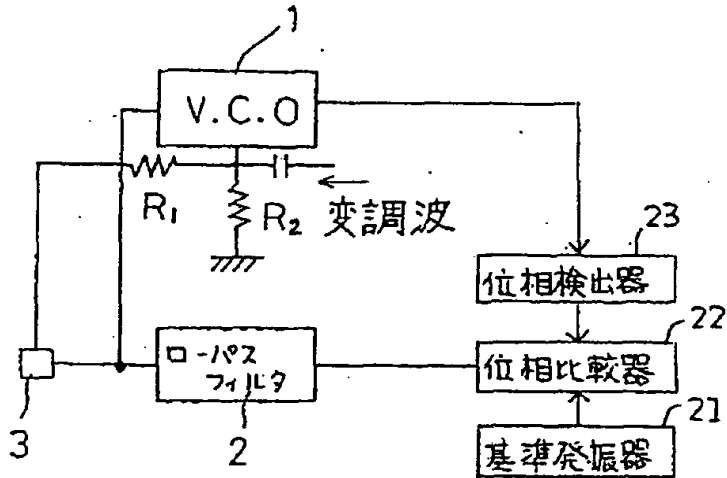 1
V.C.O
R₁
R₂
変調波
23
位相検出器
22
ローパス
フィルタ
位相比較器
21
3
2
基準発振器